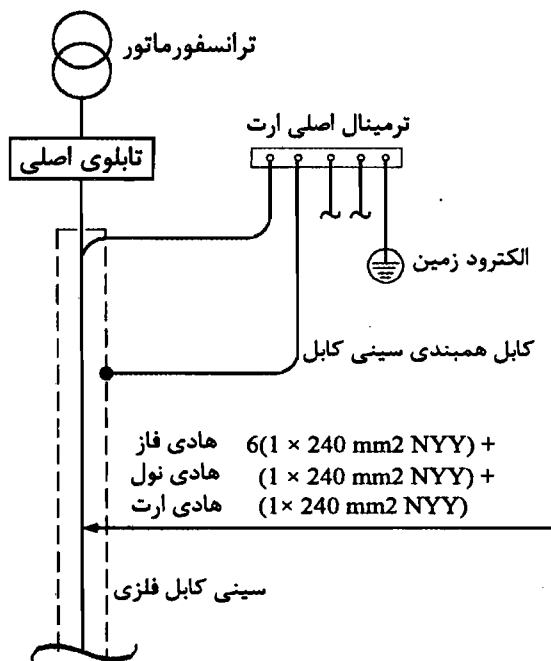 ترانسفورماتور
ترمینال اصلی ارت
تابلوی اصلی
الکترود زمین
کابل همبندی سینی کابل
هادی فاز 6(1 × 240 mm2 NYY) +
هادی نول (1 × 240 mm2 NYY) +
هادی ارت (1× 240 mm2 NYY)
سینی کابل فلزی